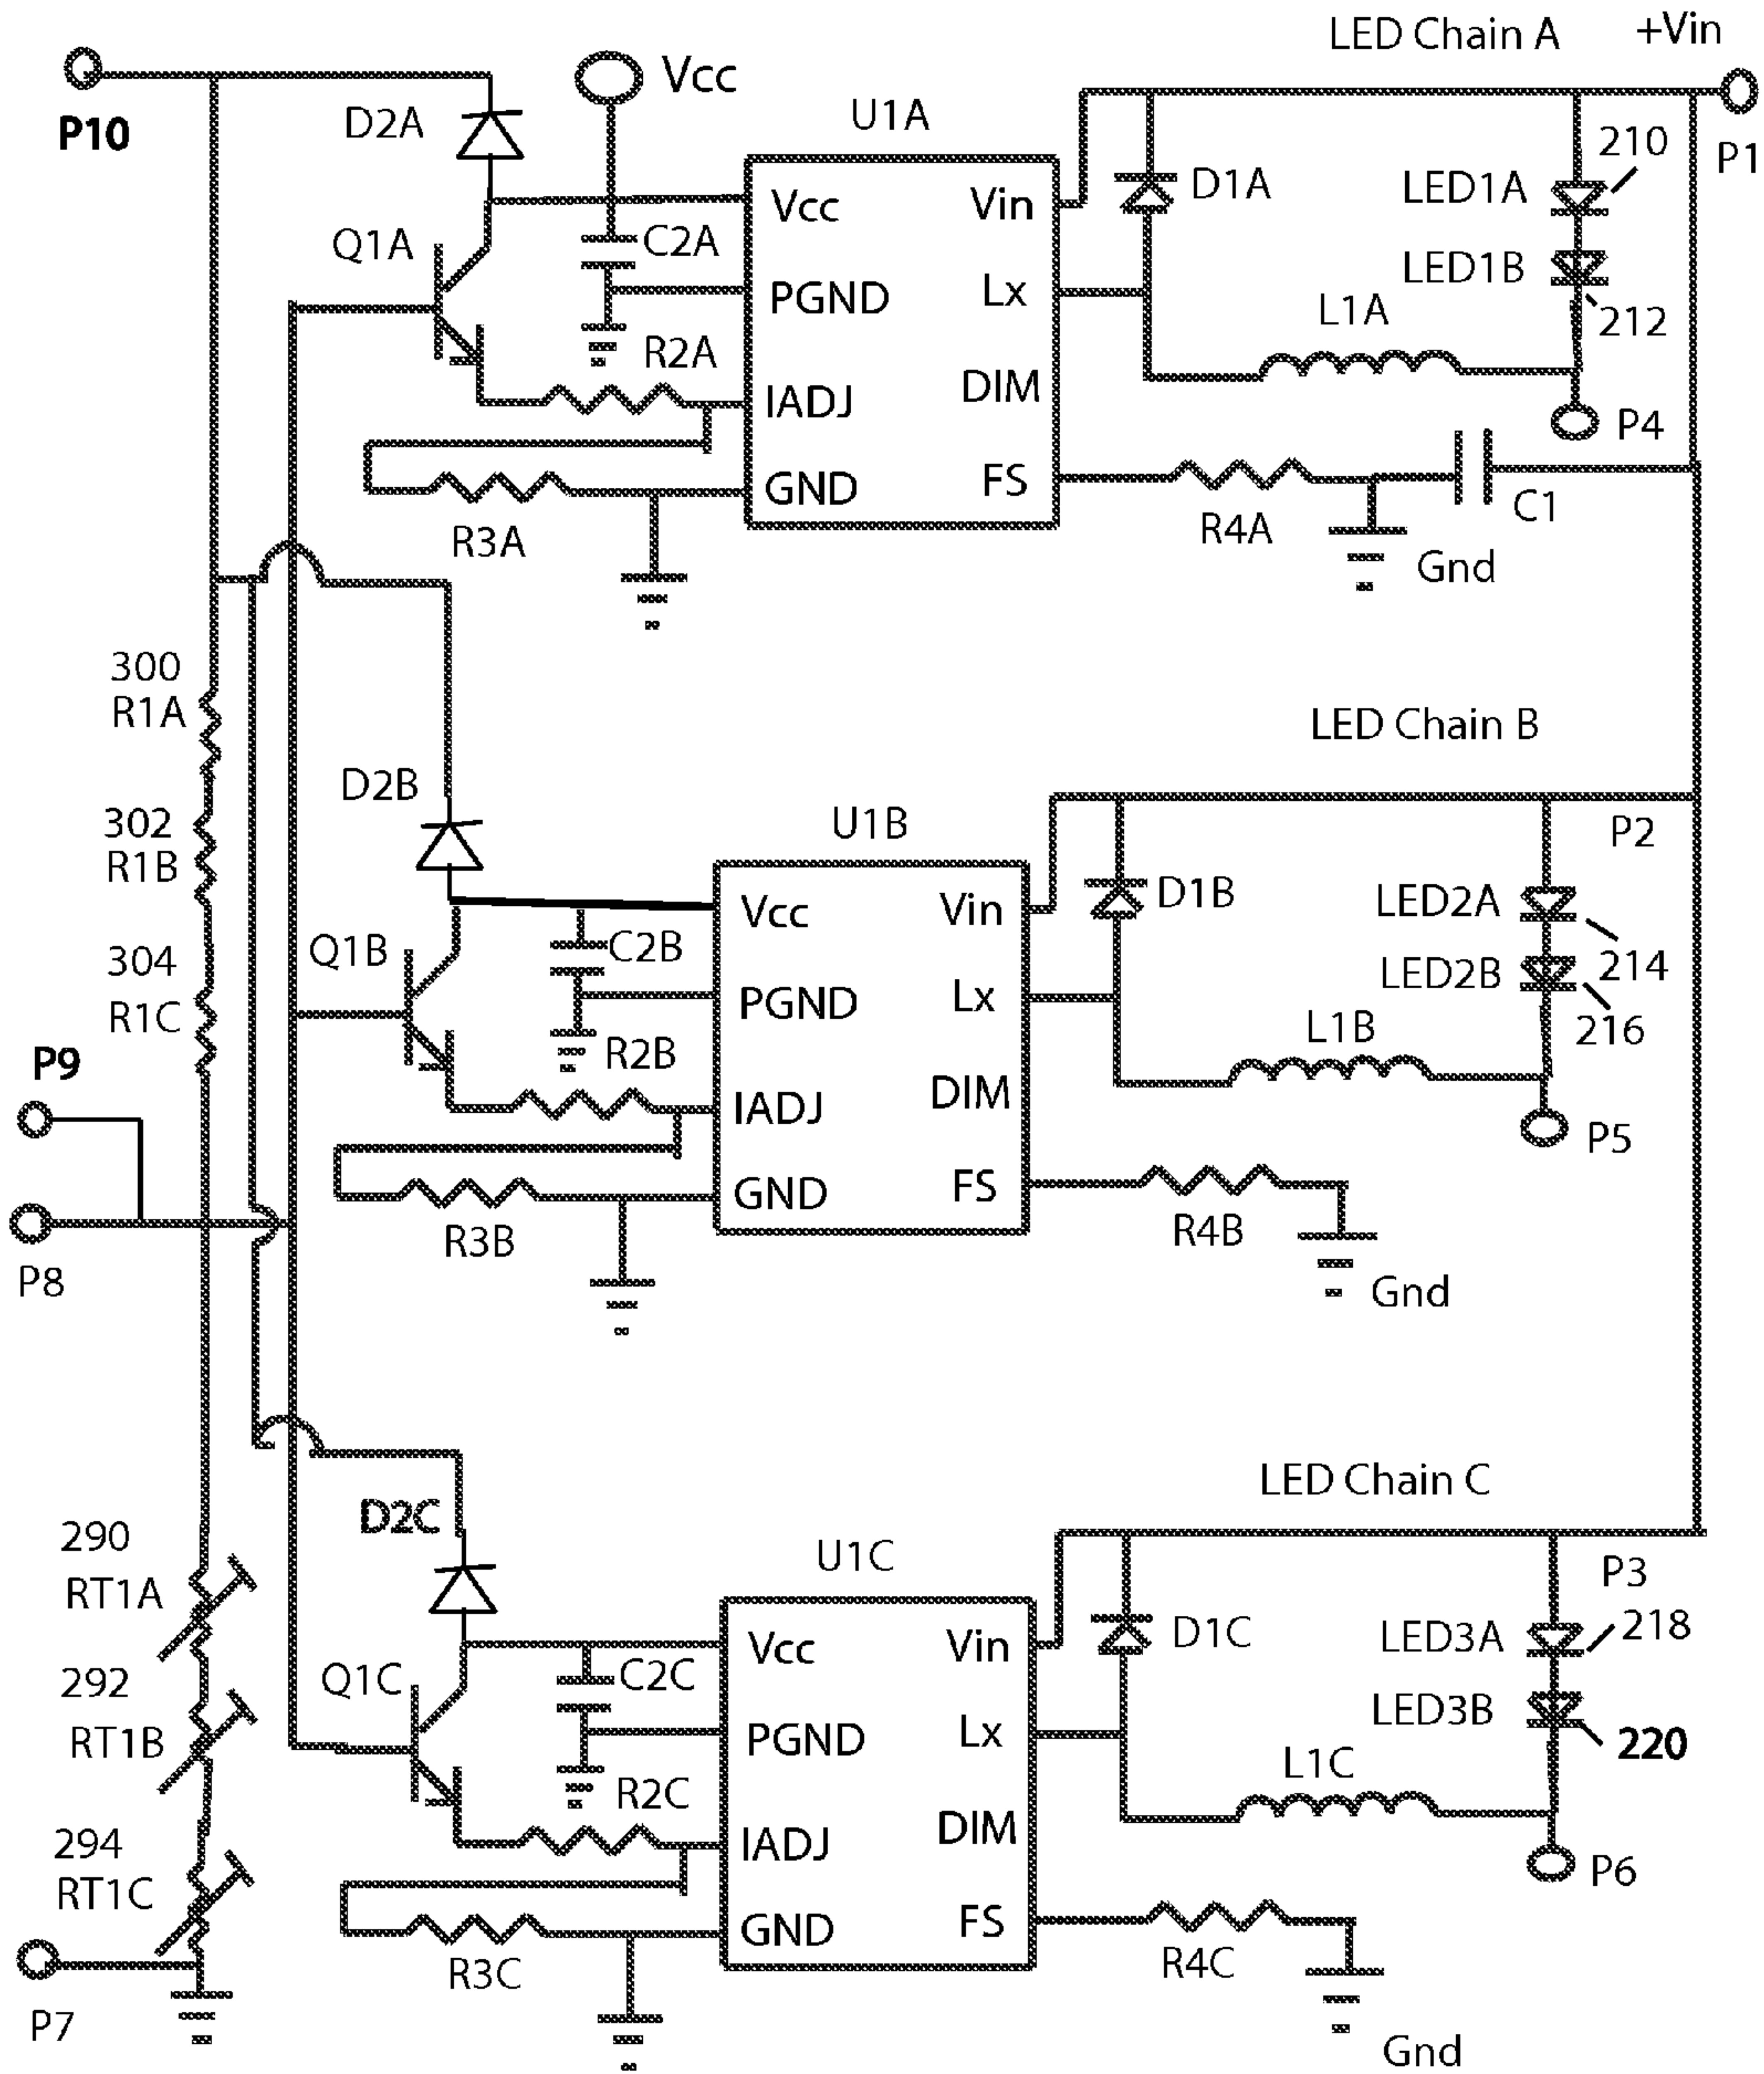 LED Chain A
+Vin
P10
Vcc
D2A
U1A
210
P1
Vcc
Vin
D1A
LED1A
Q1A
C2A
LED1B
PGND
Lx
L1A
212
R2A
IADJ
DIM
P4
GND
FS
R3A
R4A
C1
Gnd
300
R1A
LED Chain B
D2B
302
R1B
U1B
P2
Vcc
Vin
D1B
LED2A
Q1B
C2B
304
LED2B
214
R1C
PGND
Lx
L1B
216
P9
R2B
IADJ
DIM
P5
GND
FS
R3B
R4B
P8
Gnd
LED Chain C
D2C
290
RT1A
U1C
P3
218
Vcc
Vin
D1C
LED3A
292
Q1C
C2C
RT1B
PGND
Lx
LED3B
220
L1C
R2C
294
IADJ
DIM
RT1C
P6
GND
FS
R3C
R4C
P7
Gnd